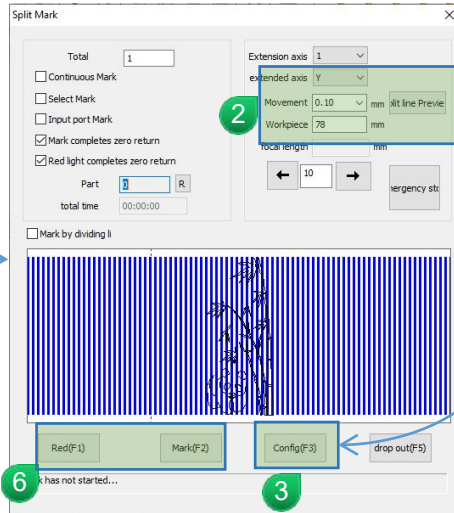 Split Mark
Total 1
Continuous Mark
Select Mark
Input port Mark
Mark completes zero return
Red light completes zero return
Part 0 R
total time 00:00:00
Extension axis 1
extended axis Y
2
Movement 0.10 mm plit line Previe
Workpiece 78 mm
focal length mm
10
nergency sto
Mark by dividing li
Red(F1) Mark(F2) Config(F3) drop out(F5)
6 k has not started...
3